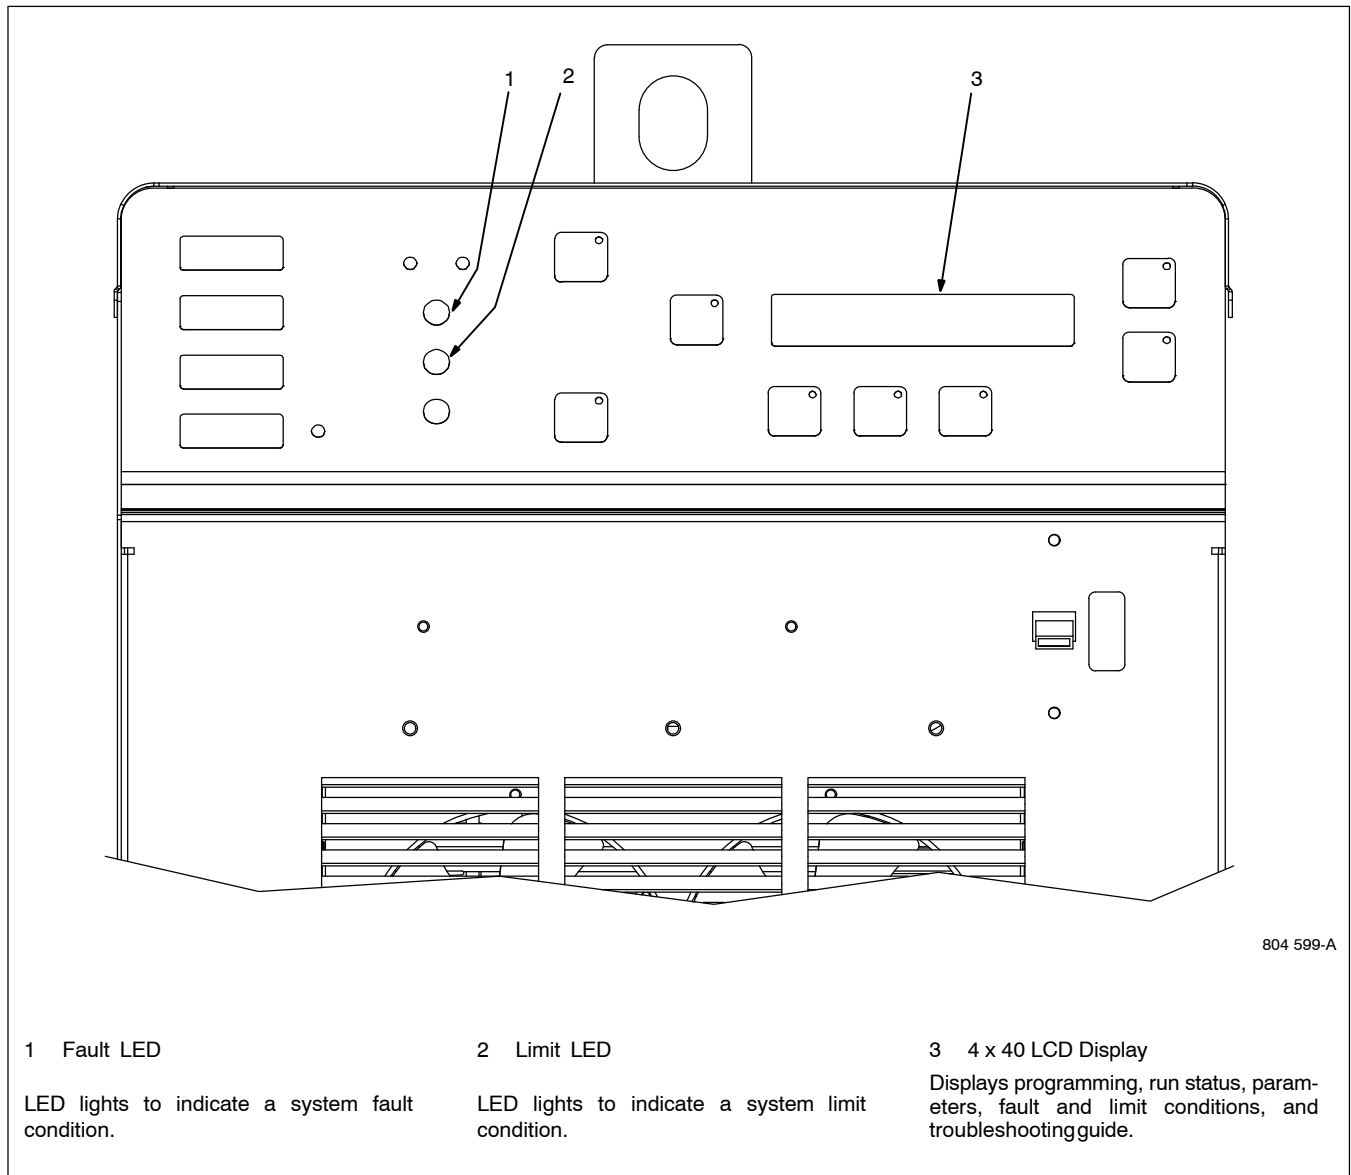 1
2
3
804 599-A
1 Fault LED
LED lights to indicate a system fault
condition.
2 Limit LED
LED lights to indicate a system limit
condition.
3 4 x 40 LCD Display
Displays programming, run status, param-
eters, fault and limit conditions, and
troubleshootingguide.